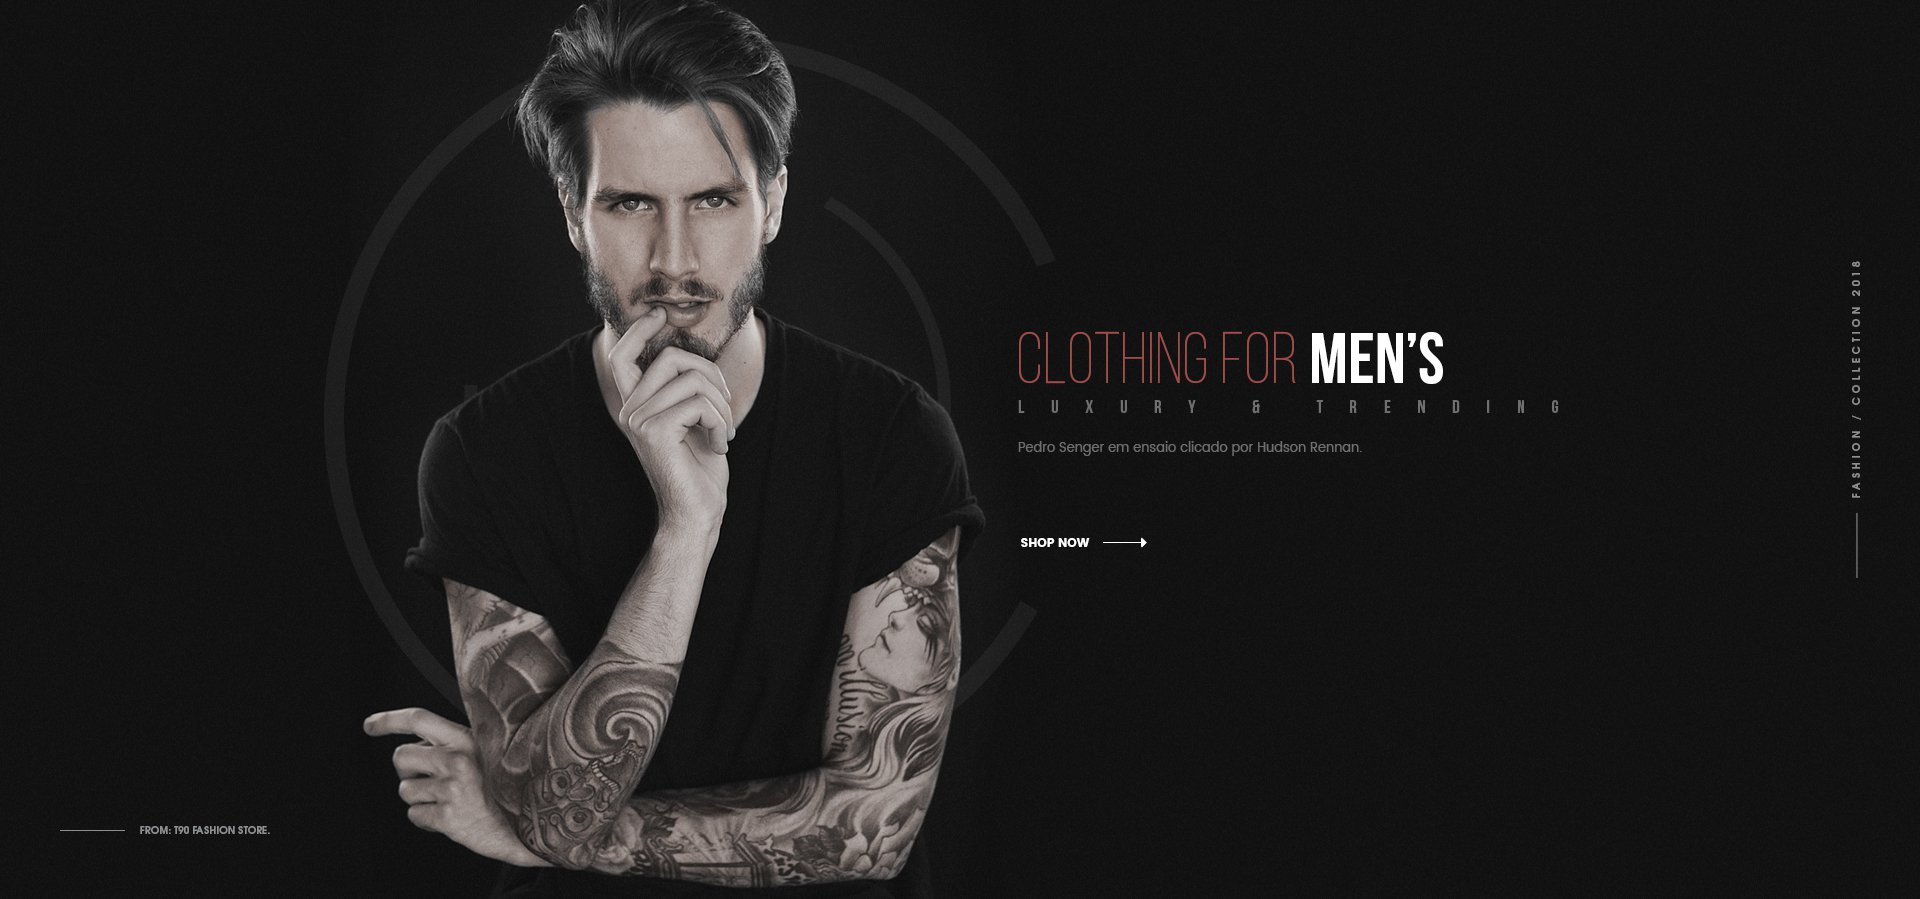 CLOTHING FOR MEN'S
LUXURY & TRENDING
Pedro Senger em ensaio clicado por Hudson Rennan.
SHOP NOW
FASHION / COLLECTION 2018
FROM: T90 FASHION STORE.
illusion